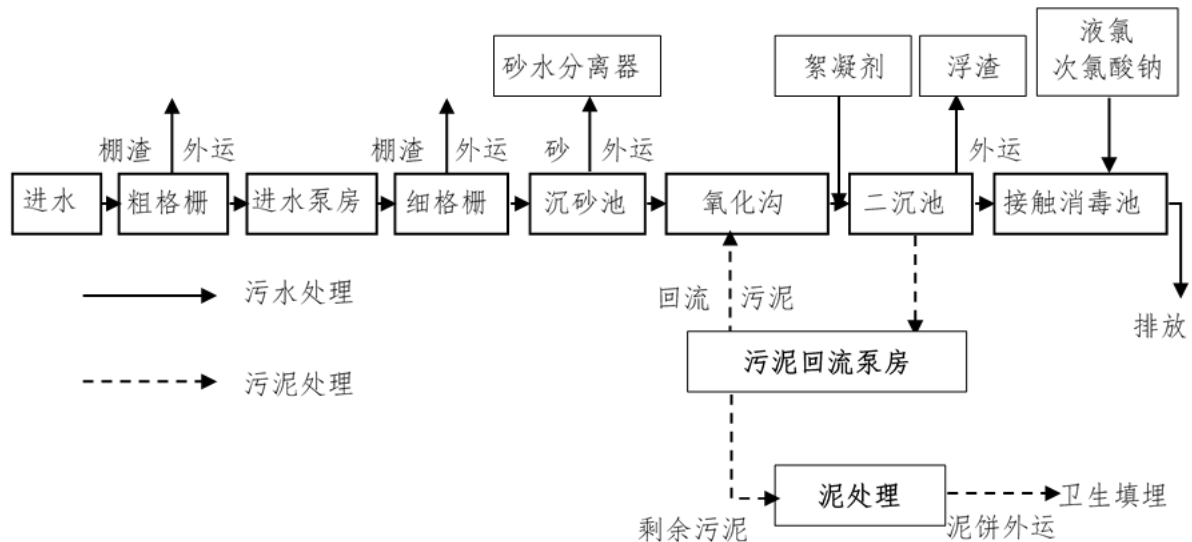 液氯
次氯酸钠
砂水分离器
絮凝剂
浮渣
棚渣 外运
棚渣 外运
砂 外运
外运
进水
粗格栅
进水泵房
细格栅
沉砂池
氧化沟
二沉池
接触消毒池
污水处理
回流 污泥
排放
污泥回流泵房
污泥处理
泥处理
卫生填埋
剩余污泥
泥饼外运